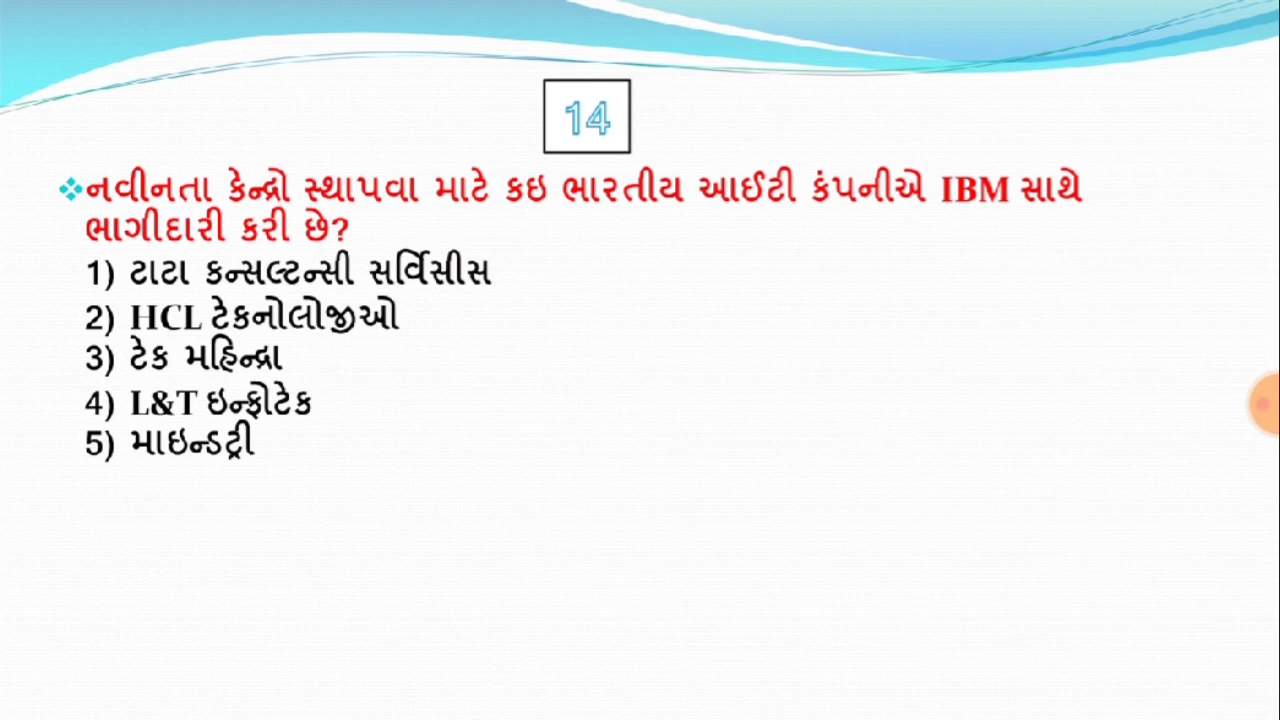 14
નવીનતા કેન્દ્રો સ્થાપવા માટે કઇ ભારતીય આઈટી કંપનીએ IBM સાથે
ભાગીદારી કરી છે?
1) ટાટા કન્સલ્ટન્સી સર્વિસીસ
2) HCL ટેકનોલોજીઓ
3) ટેક મહિન્દ્રા
4) L&T ઇન્ફોટેક
5) માઇન્ડટ્રી